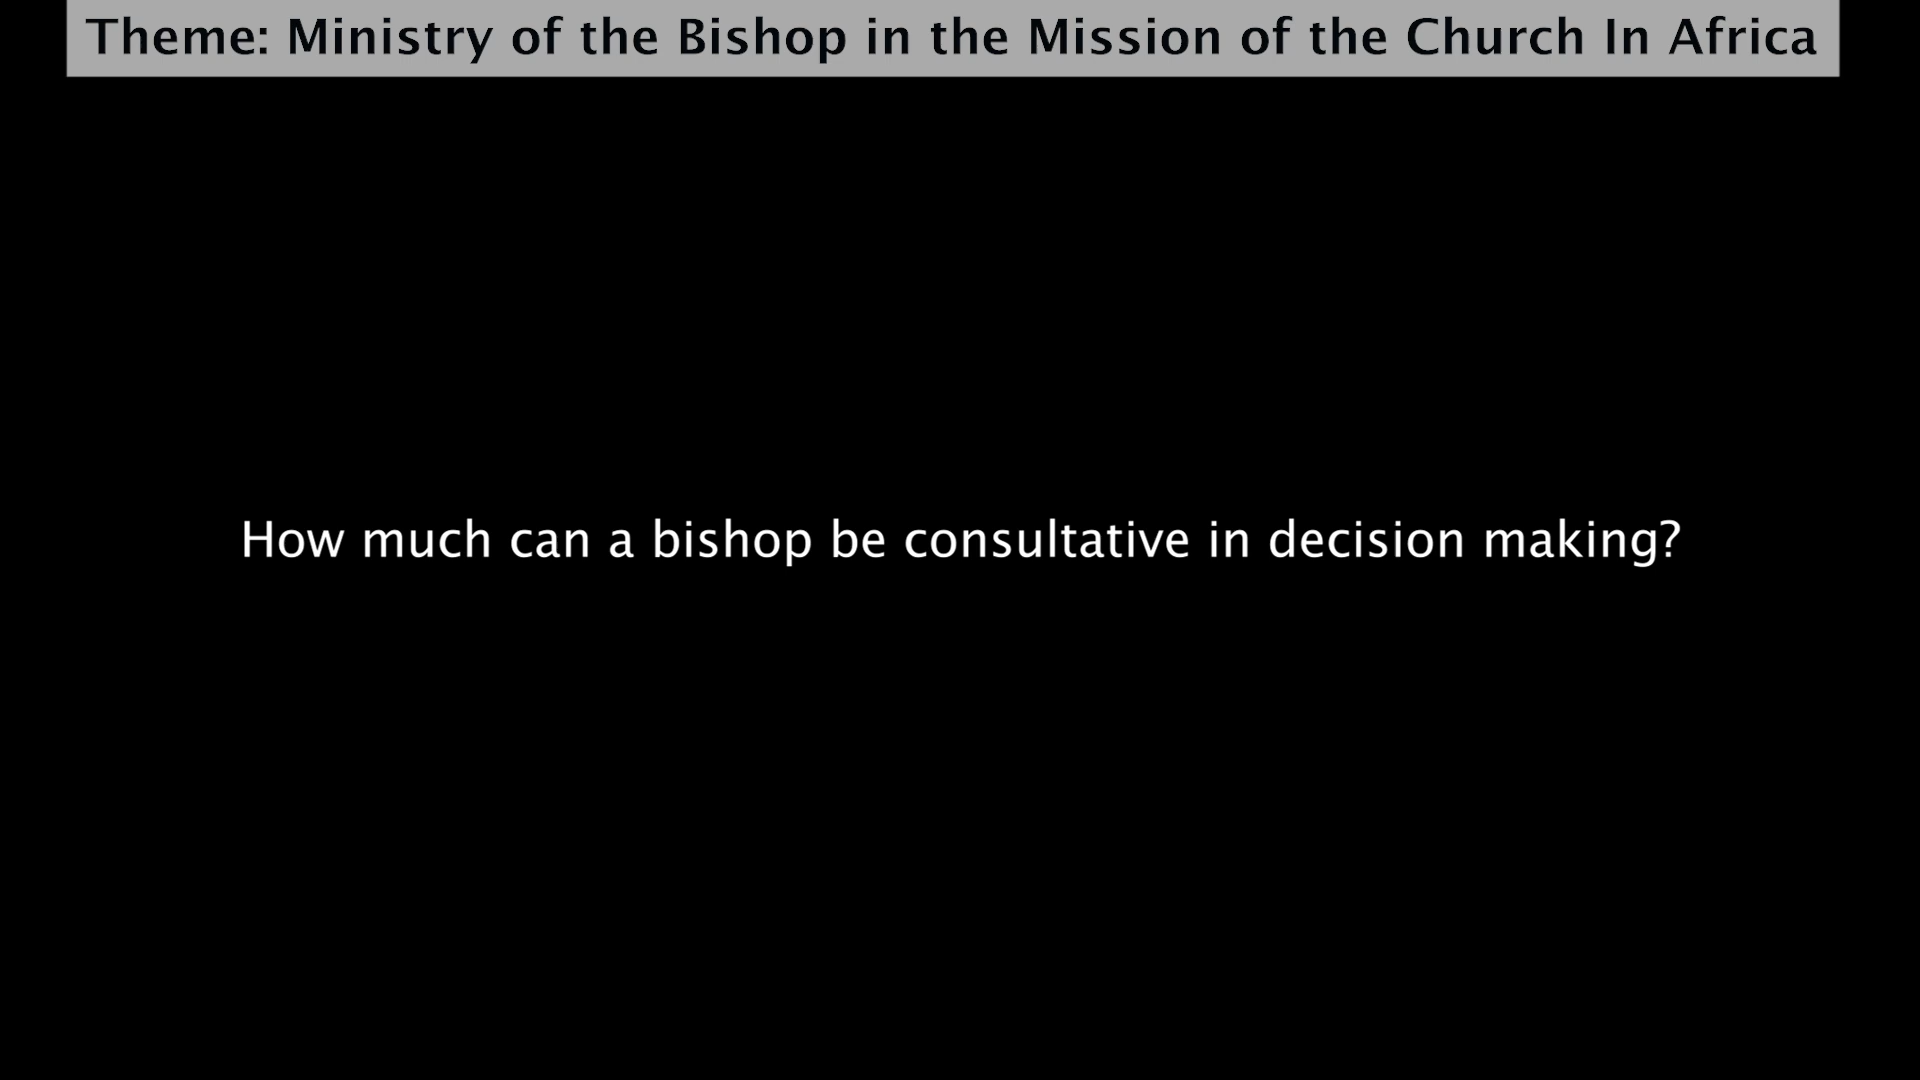 Theme: Ministry of the Bishop in the Mission of the Church In Africa
How much can a bishop be consultative in decision making?